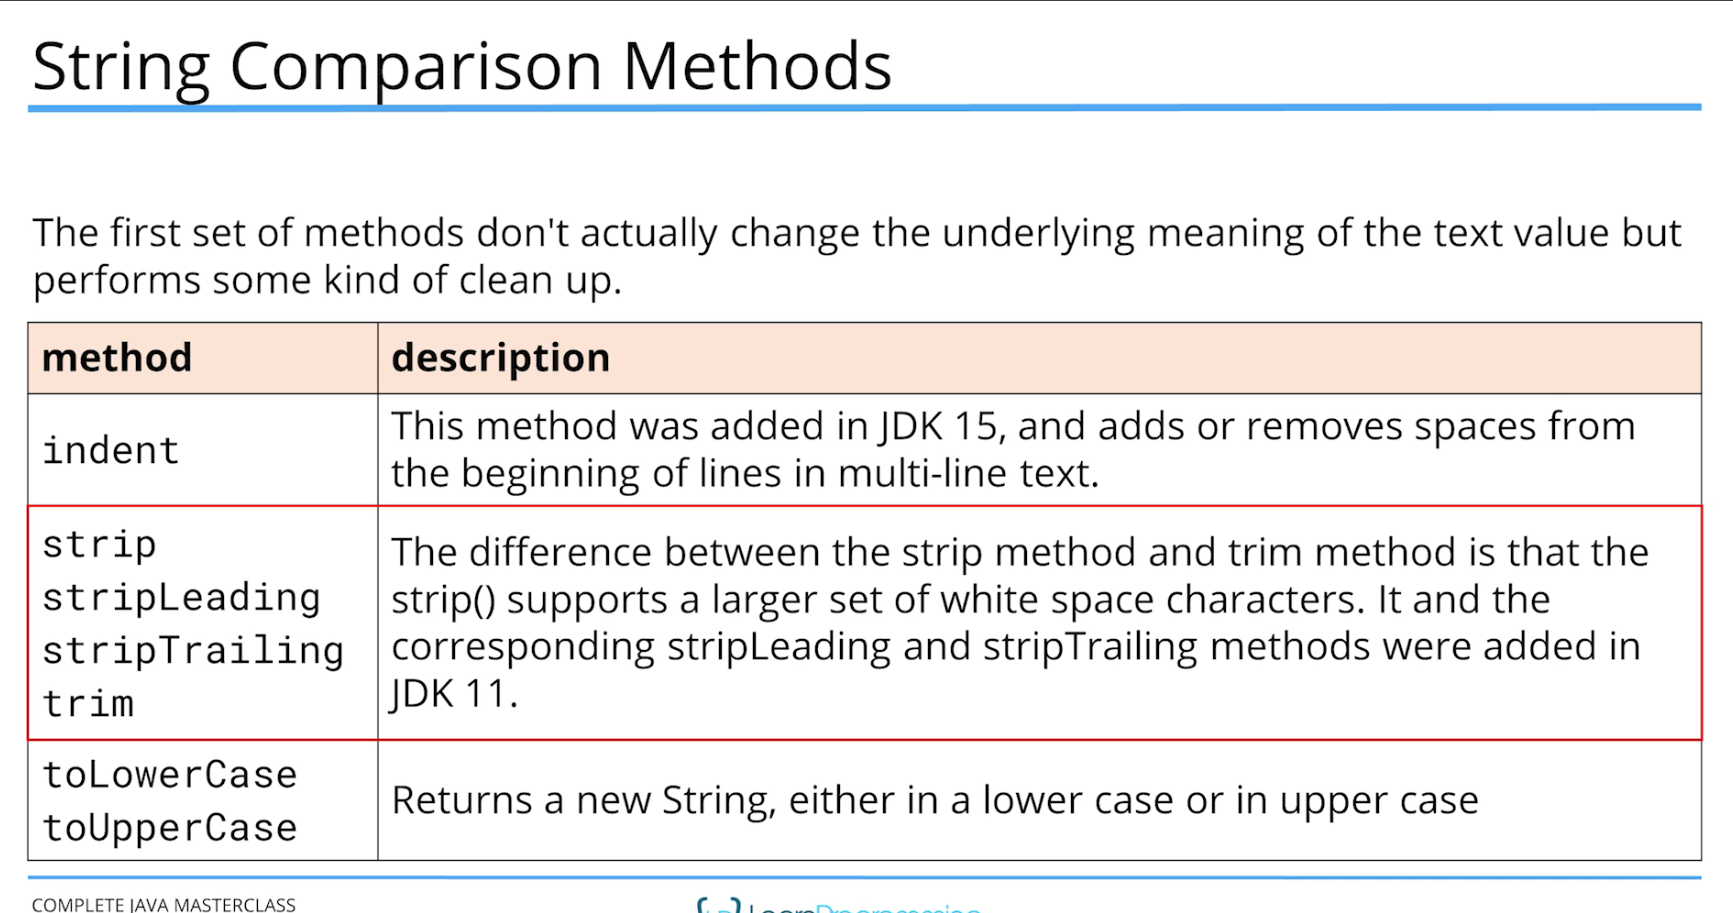 String Comparison Methods
The first set of methods don't actually change the underlying meaning of the text value but
performs some kind of clean up.
method
description
indent
This method was added in JDK 15, and adds or removes spaces from
the beginning of lines in multi-line text.
strip
stripLeading
stripTrailing
trim
The difference between the strip method and trim method is that the
strip() supports a larger set of white space characters. It and the
corresponding stripLeading and stripTrailing methods were added in
JDK 11.
toLowerCase
toUpperCase
Returns a new String, either in a lower case or in upper case
COMPLETE JAVA MASTERCLASS